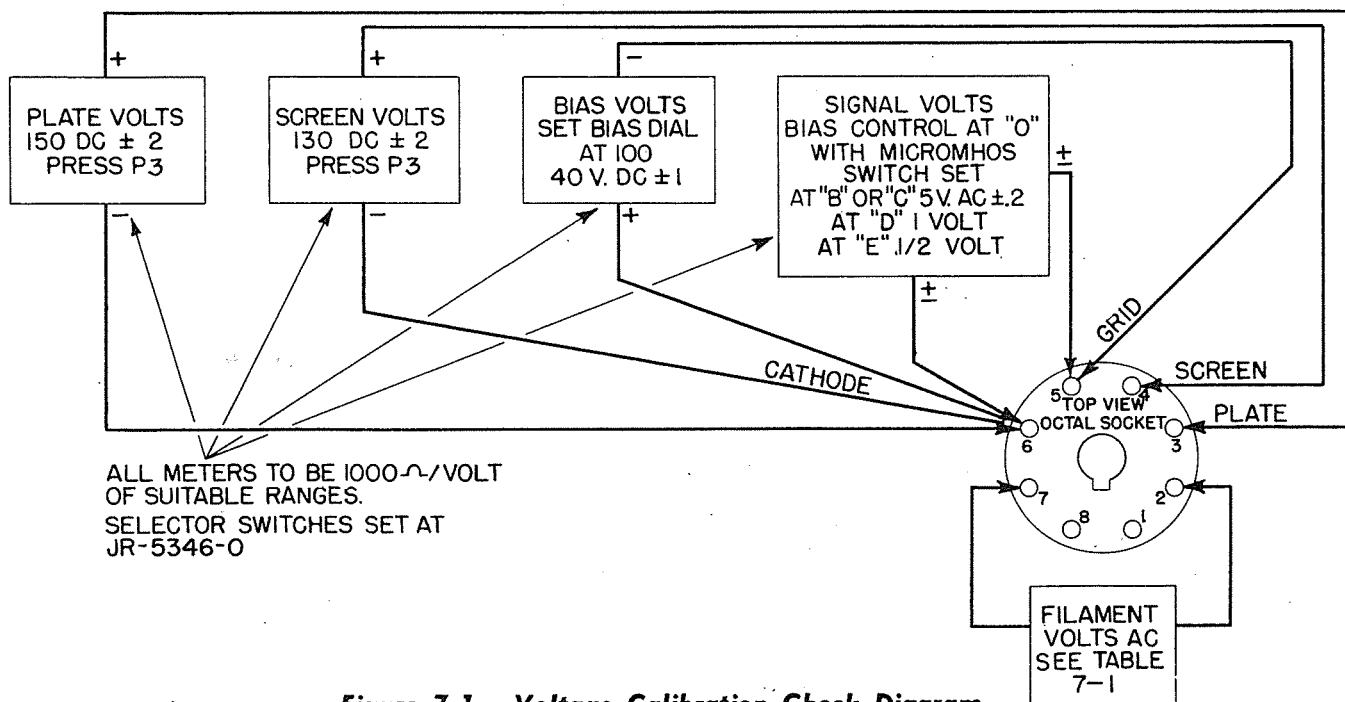 +
+
-
PLATE VOLTS
150 DC ± 2
PRESS P3
SCREEN VOLTS
130 DC ± 2
PRESS P3
BIAS VOLTS
SET BIAS DIAL
AT 100
40 V. DC ± 1
SIGNAL VOLTS
BIAS CONTROL AT "0"
WITH MICROMHOS
SWITCH SET
AT "B" OR "C" 5 V. AC ± .2
AT "D" 1 VOLT
AT "E" .1/2 VOLT
±
-
-
+
±
GRID
CATHODE
SCREEN
PLATE
5
4
TOP VIEW
OCTAL SOCKET
6
3
7
2
8
1
ALL METERS TO BE 1000-Ω-/VOLT
OF SUITABLE RANGES.
SELECTOR SWITCHES SET AT
JR-5346-0
FILAMENT
VOLTS AC
SEE TABLE
7-1
Figure 7-1. Voltage Calibration Check Diagram